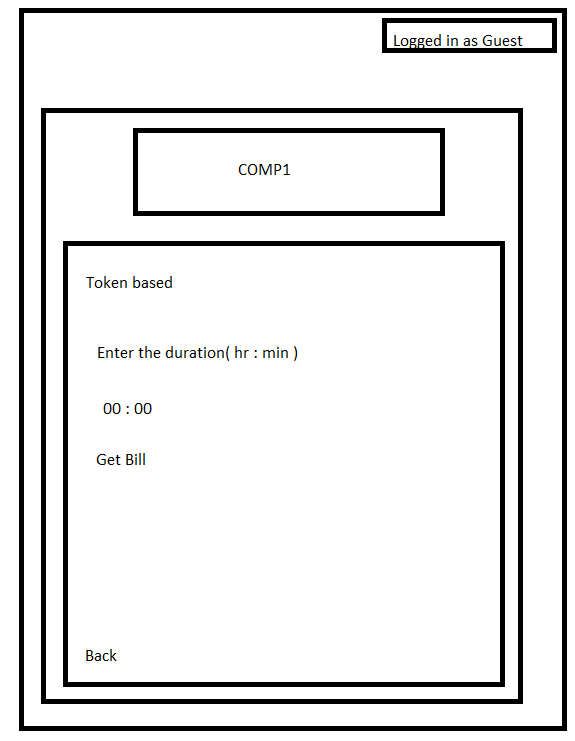 Logged in as Guest
COMP1
Token based
Enter the duration( hr : min )
00 : 00
Get Bill
Back